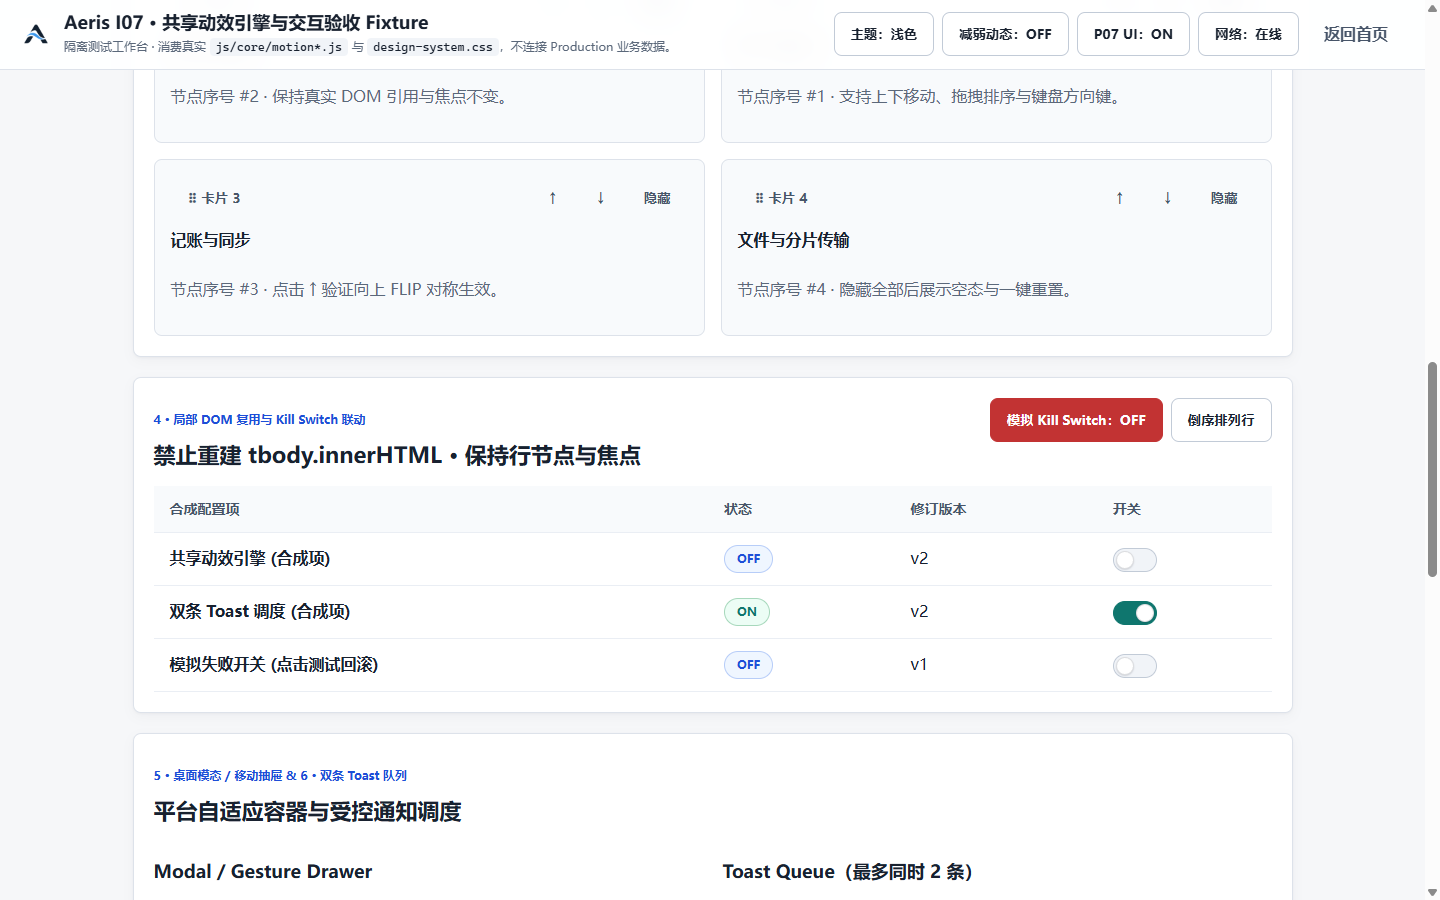 Aeris I07 • 共享动效引擎与交互验收 Fixture
隔离测试工作台 · 消费真实 js/core/motion*.js 与 design-system.css，不连接 Production 业务数据。
主题：浅色
减弱动态：OFF
P07 UI：ON
网络：在线
返回首页
节点序号 #2 · 保持真实 DOM 引用与焦点不变。
节点序号 #1 · 支持上下移动、拖拽排序与键盘方向键。
⠿ 卡片 3
↑
↓
隐藏
记账与同步
节点序号 #3 · 点击 ↑ 验证向上 FLIP 对称生效。
⠿ 卡片 4
↑
↓
隐藏
文件与分片传输
节点序号 #4 · 隐藏全部后展示空态与一键重置。
4 • 局部 DOM 复用与 Kill Switch 联动
禁止重建 tbody.innerHTML • 保持行节点与焦点
模拟 Kill Switch：OFF
倒序排列行
合成配置项 状态 修订版本 开关
共享动效引擎 (合成项) OFF v2
双条 Toast 调度 (合成项) ON v2
模拟失败开关 (点击测试回滚) OFF v1
5 • 桌面模态 / 移动抽屉 & 6 • 双条 Toast 队列
平台自适应容器与受控通知调度
Modal / Gesture Drawer
Toast Queue（最多同时 2 条）